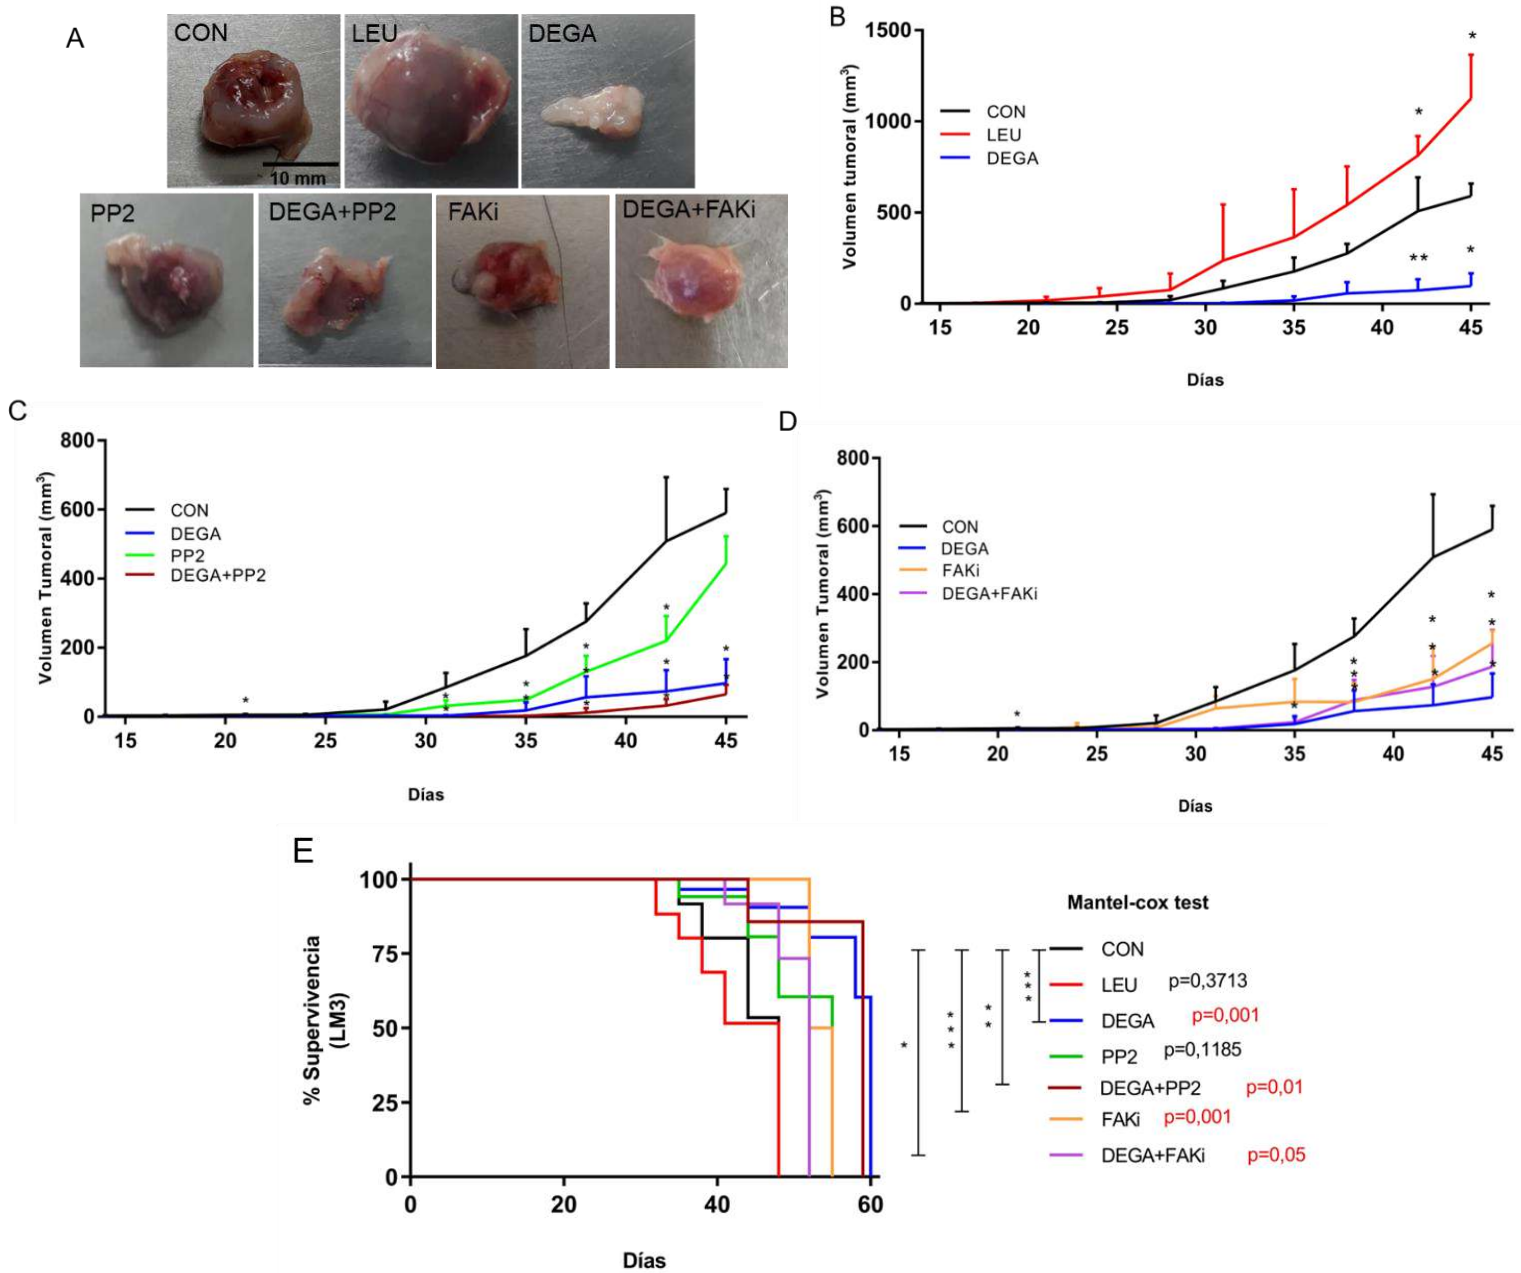 A
CON
LEU
DEGA
10 mm
PP2
DEGA+PP2
FAKi
DEGA+FAKi
B
Volumen tumoral (mm³)
1500
1000
500
0
CON
LEU
DEGA
*
*
**
*
15 20 25 30 35 40 45
Días
C
Volumen Tumoral (mm³)
800
600
400
200
0
CON
DEGA
PP2
DEGA+PP2
15 20 25 30 35 40 45
Días
D
Volumen Tumoral (mm³)
800
600
400
200
0
CON
DEGA
FAKi
DEGA+FAKi
15 20 25 30 35 40 45
Días
E
% Supervivencia
(LM3)
100
75
50
25
0
0 20 40 60
Días
Mantel-cox test
CON
LEU p=0,3713
DEGA p=0,001
PP2 p=0,1185
DEGA+PP2 p=0,01
FAKi p=0,001
DEGA+FAKi p=0,05
*
***
**
***